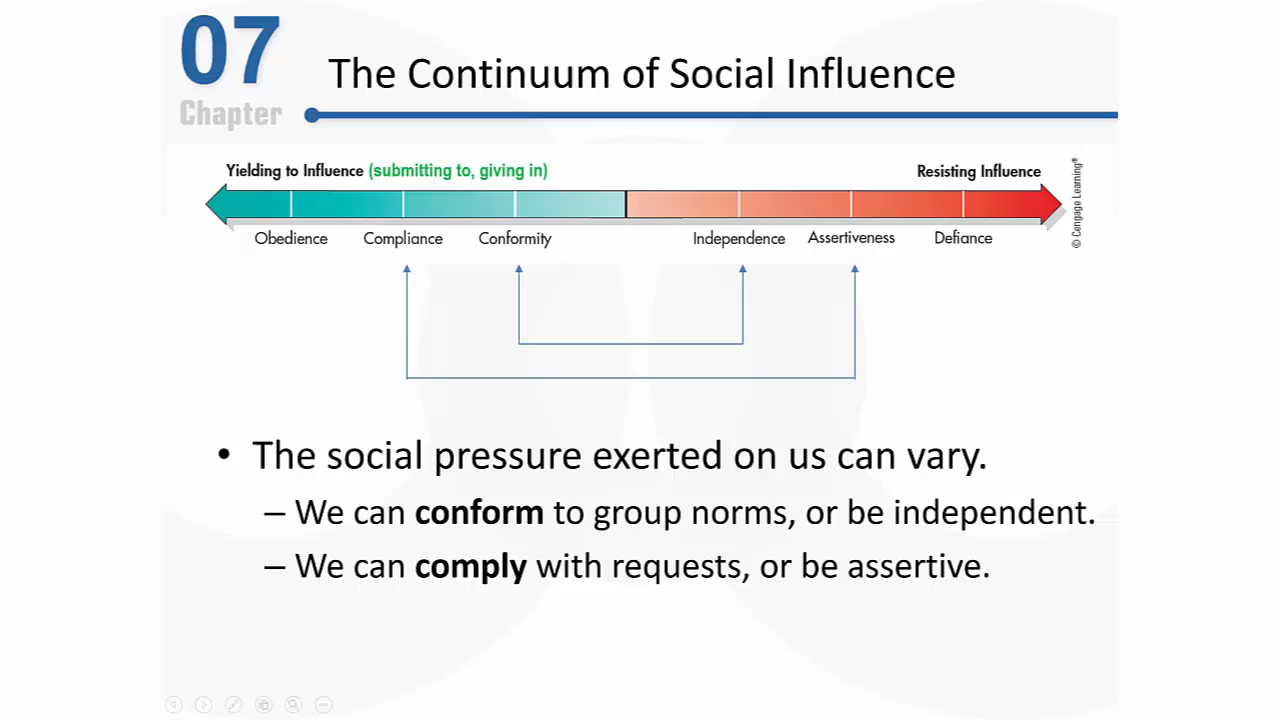 07
Chapter
The Continuum of Social Influence
Yielding to Influence (submitting to, giving in)
Resisting Influence
© Cengage Learning®
Obedience
Compliance
Conformity
Independence
Assertiveness
Defiance
• The social pressure exerted on us can vary.
– We can conform to group norms, or be independent.
– We can comply with requests, or be assertive.